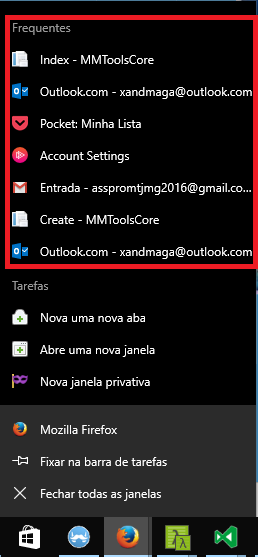 Frequentes
Index - MMToolsCore
Outlook.com - xandmaga@outlook.com
Pocket: Minha Lista
Account Settings
Entrada - asspromtjmg2016@gmail.co...
Create - MMToolsCore
Outlook.com - xandmaga@outlook.com
Tarefas
Nova uma nova aba
Abre uma novo janela
Nova janela privativa
Mozilla Firefox
Fixar na barra de tarefas
Fechar todas as janelas